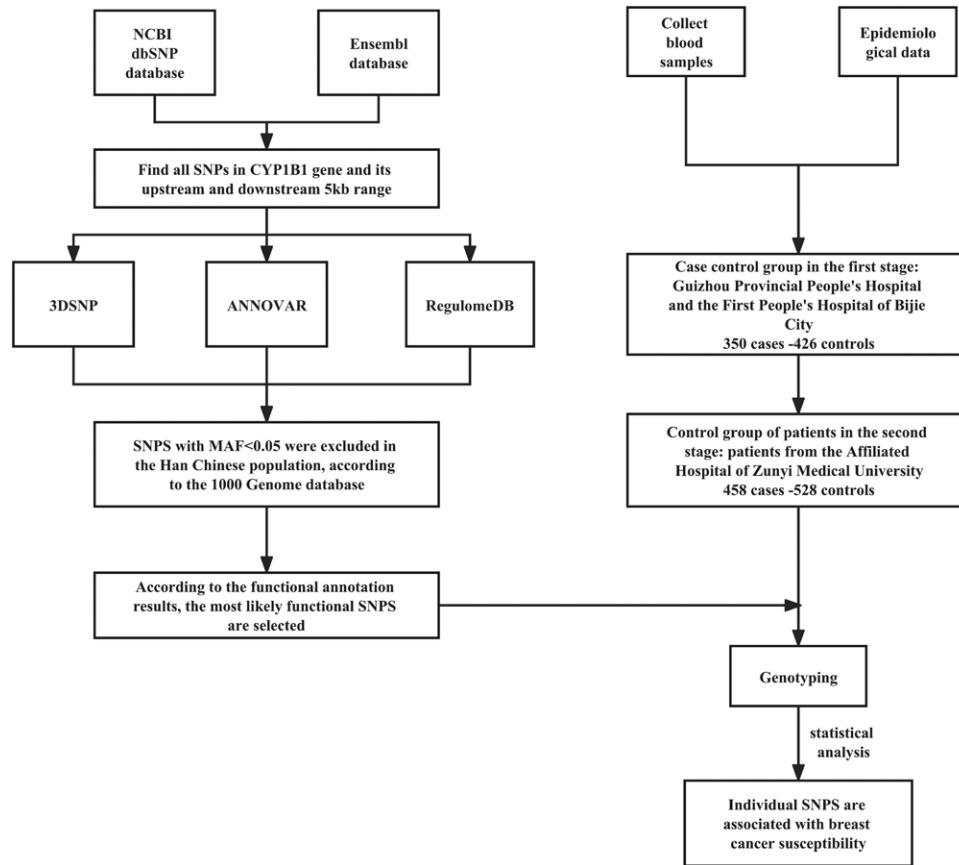 NCBI
dbSNP
database
Ensembl
database
Find all SNPs in CYP1B1 gene and its
upstream and downstream 5kb range
3DSNP
ANNOVAR
RegulomeDB
SNPS with MAF<0.05 were excluded in
the Han Chinese population, according
to the 1000 Genome database
According to the functional annotation
results, the most likely functional SNPS
are selected
Collect
blood
samples
Epidemiolo
gical data
Case control group in the first stage:
Guizhou Provincial People's Hospital
and the First People's Hospital of Bijie
City
350 cases -426 controls
Control group of patients in the second
stage: patients from the Affiliated
Hospital of Zunyi Medical University
458 cases -528 controls
Genotyping
statistical
analysis
Individual SNPS are
associated with breast
cancer susceptibility